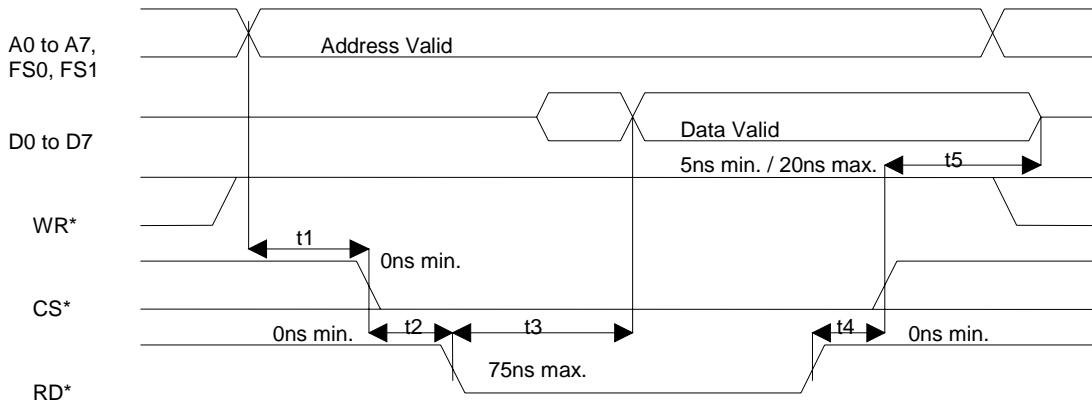 A0 to A7,
FS0, FS1
Address Valid
D0 to D7
Data Valid
5ns min. / 20ns max.
t5
WR*
t1
0ns min.
CS*
0ns min.
t2
t3
t4
0ns min.
75ns max.
RD*